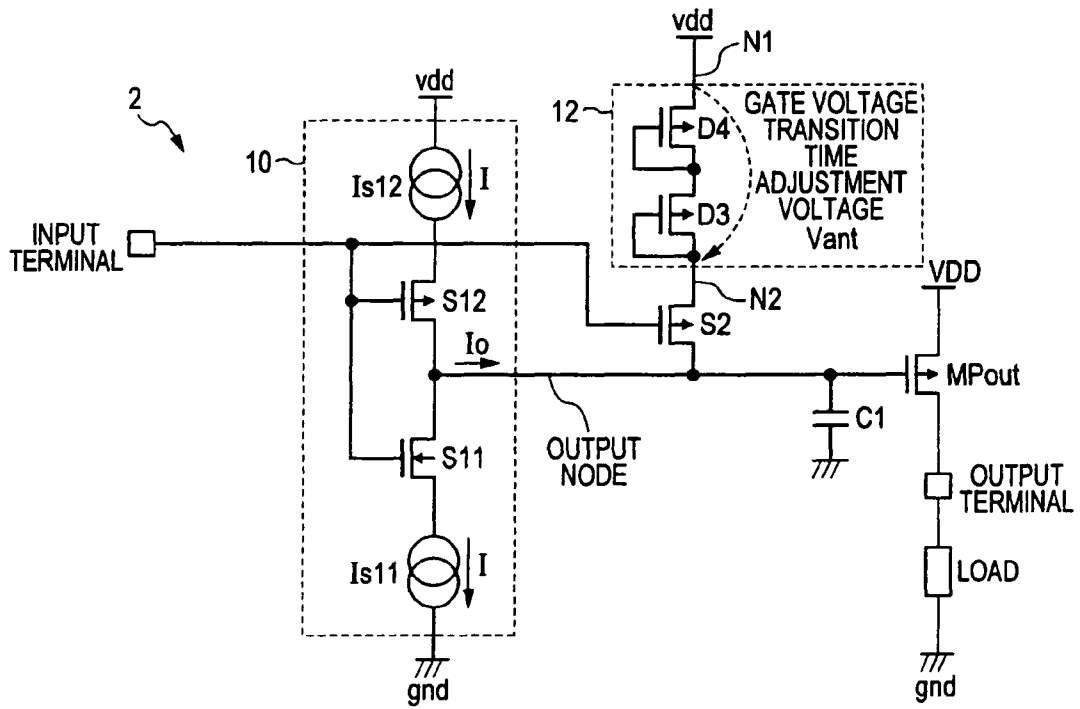 2
vdd
10
Is12
I
INPUT
TERMINAL
S12
Io
S11
Is11
I
gnd
OUTPUT
NODE
vdd
N1
12
D4
D3
GATE VOLTAGE
TRANSITION
TIME
ADJUSTMENT
VOLTAGE
Vant
N2
S2
VDD
MPout
C1
OUTPUT
TERMINAL
LOAD
gnd